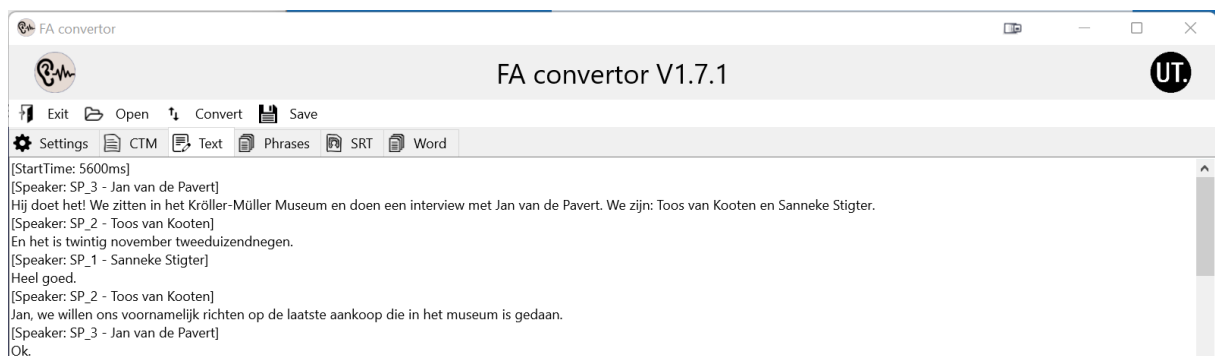 FA convertor
FA convertor V1.7.1
UT.
Exit Open Convert Save
Settings CTM Text Phrases SRT Word
[StartTime: 5600ms]
[Speaker: SP_3 - Jan van de Pavert]
Hij doet het! We zitten in het Kröller-Müller Museum en doen een interview met Jan van de Pavert. We zijn: Toos van Kooten en Sanneke Stigter.
[Speaker: SP_2 - Toos van Kooten]
En het is twintig november tweeduizendnegen.
[Speaker: SP_1 - Sanneke Stigter]
Heel goed.
[Speaker: SP_2 - Toos van Kooten]
Jan, we willen ons voornamelijk richten op de laatste aankoop die in het museum is gedaan.
[Speaker: SP_3 - Jan van de Pavert]
Ok.